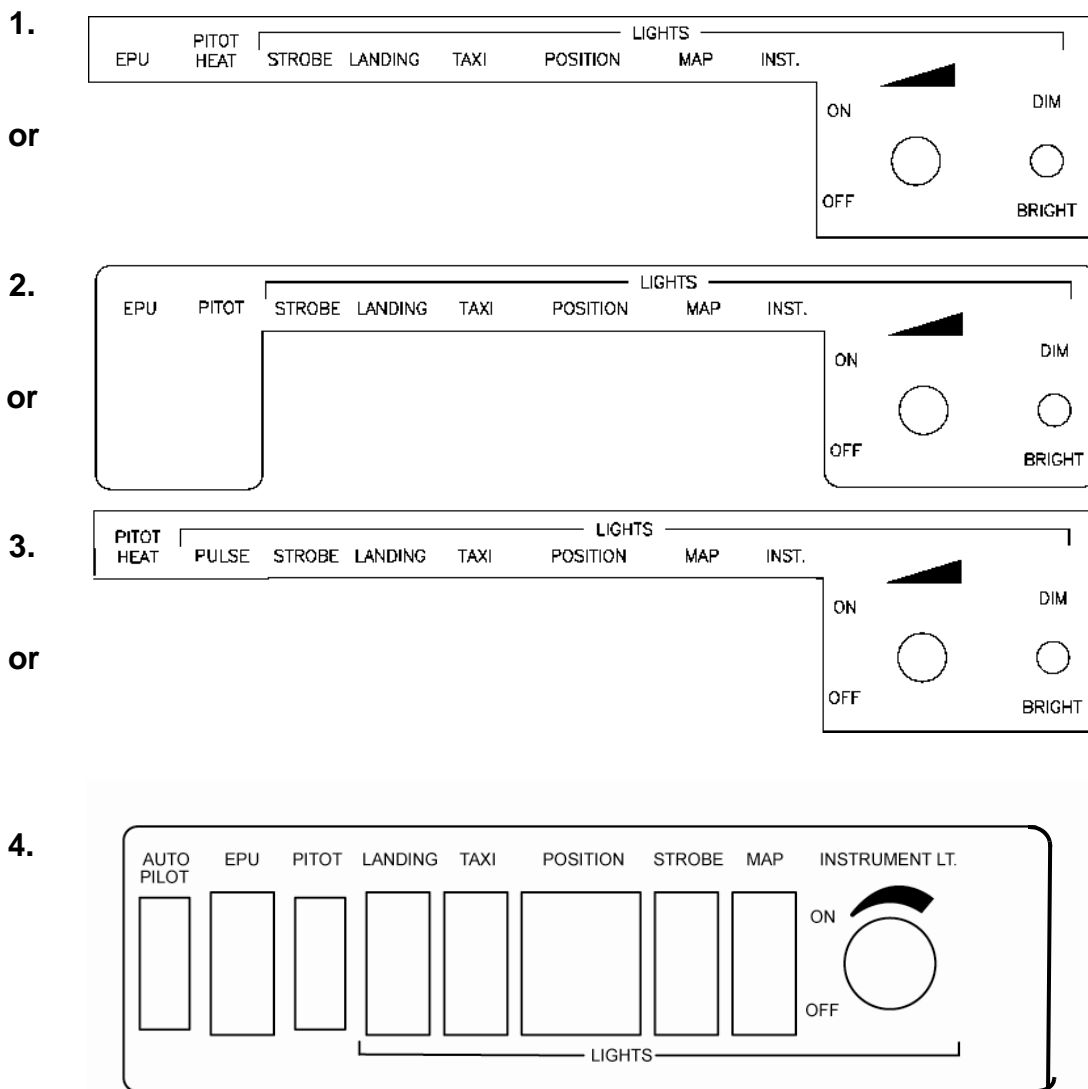 1.
LIGHTS
EPU PITOT HEAT STROBE LANDING TAXI POSITION MAP INST.
ON DIM
OFF BRIGHT
or
2.
LIGHTS
EPU PITOT STROBE LANDING TAXI POSITION MAP INST.
ON DIM
OFF BRIGHT
or
3.
LIGHTS
PITOT HEAT PULSE STROBE LANDING TAXI POSITION MAP INST.
ON DIM
OFF BRIGHT
or
4.
AUTO PILOT EPU PITOT LANDING TAXI POSITION STROBE MAP INSTRUMENT LT.
ON
OFF
LIGHTS